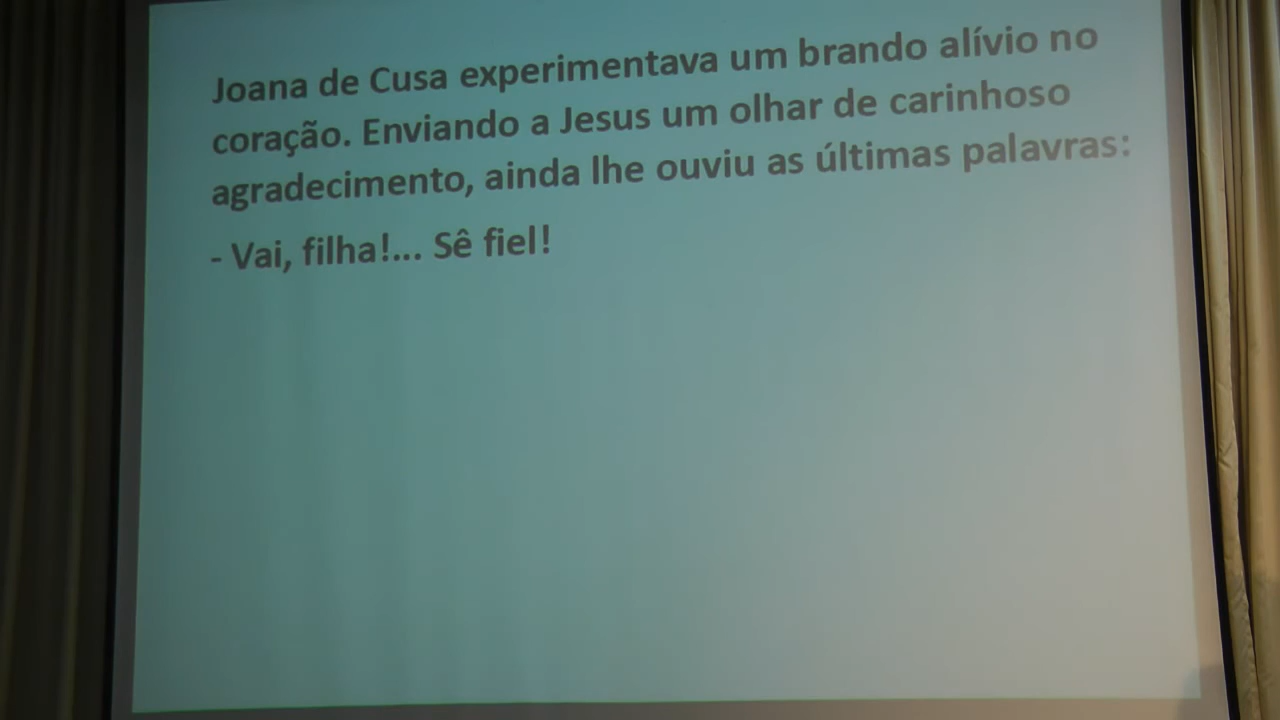 Joana de Cusa experimentava um brando alívio no
coração. Enviando a Jesus um olhar de carinhoso
agradecimento, ainda lhe ouviu as últimas palavras:
- Vai, filha!... Sê fiel!